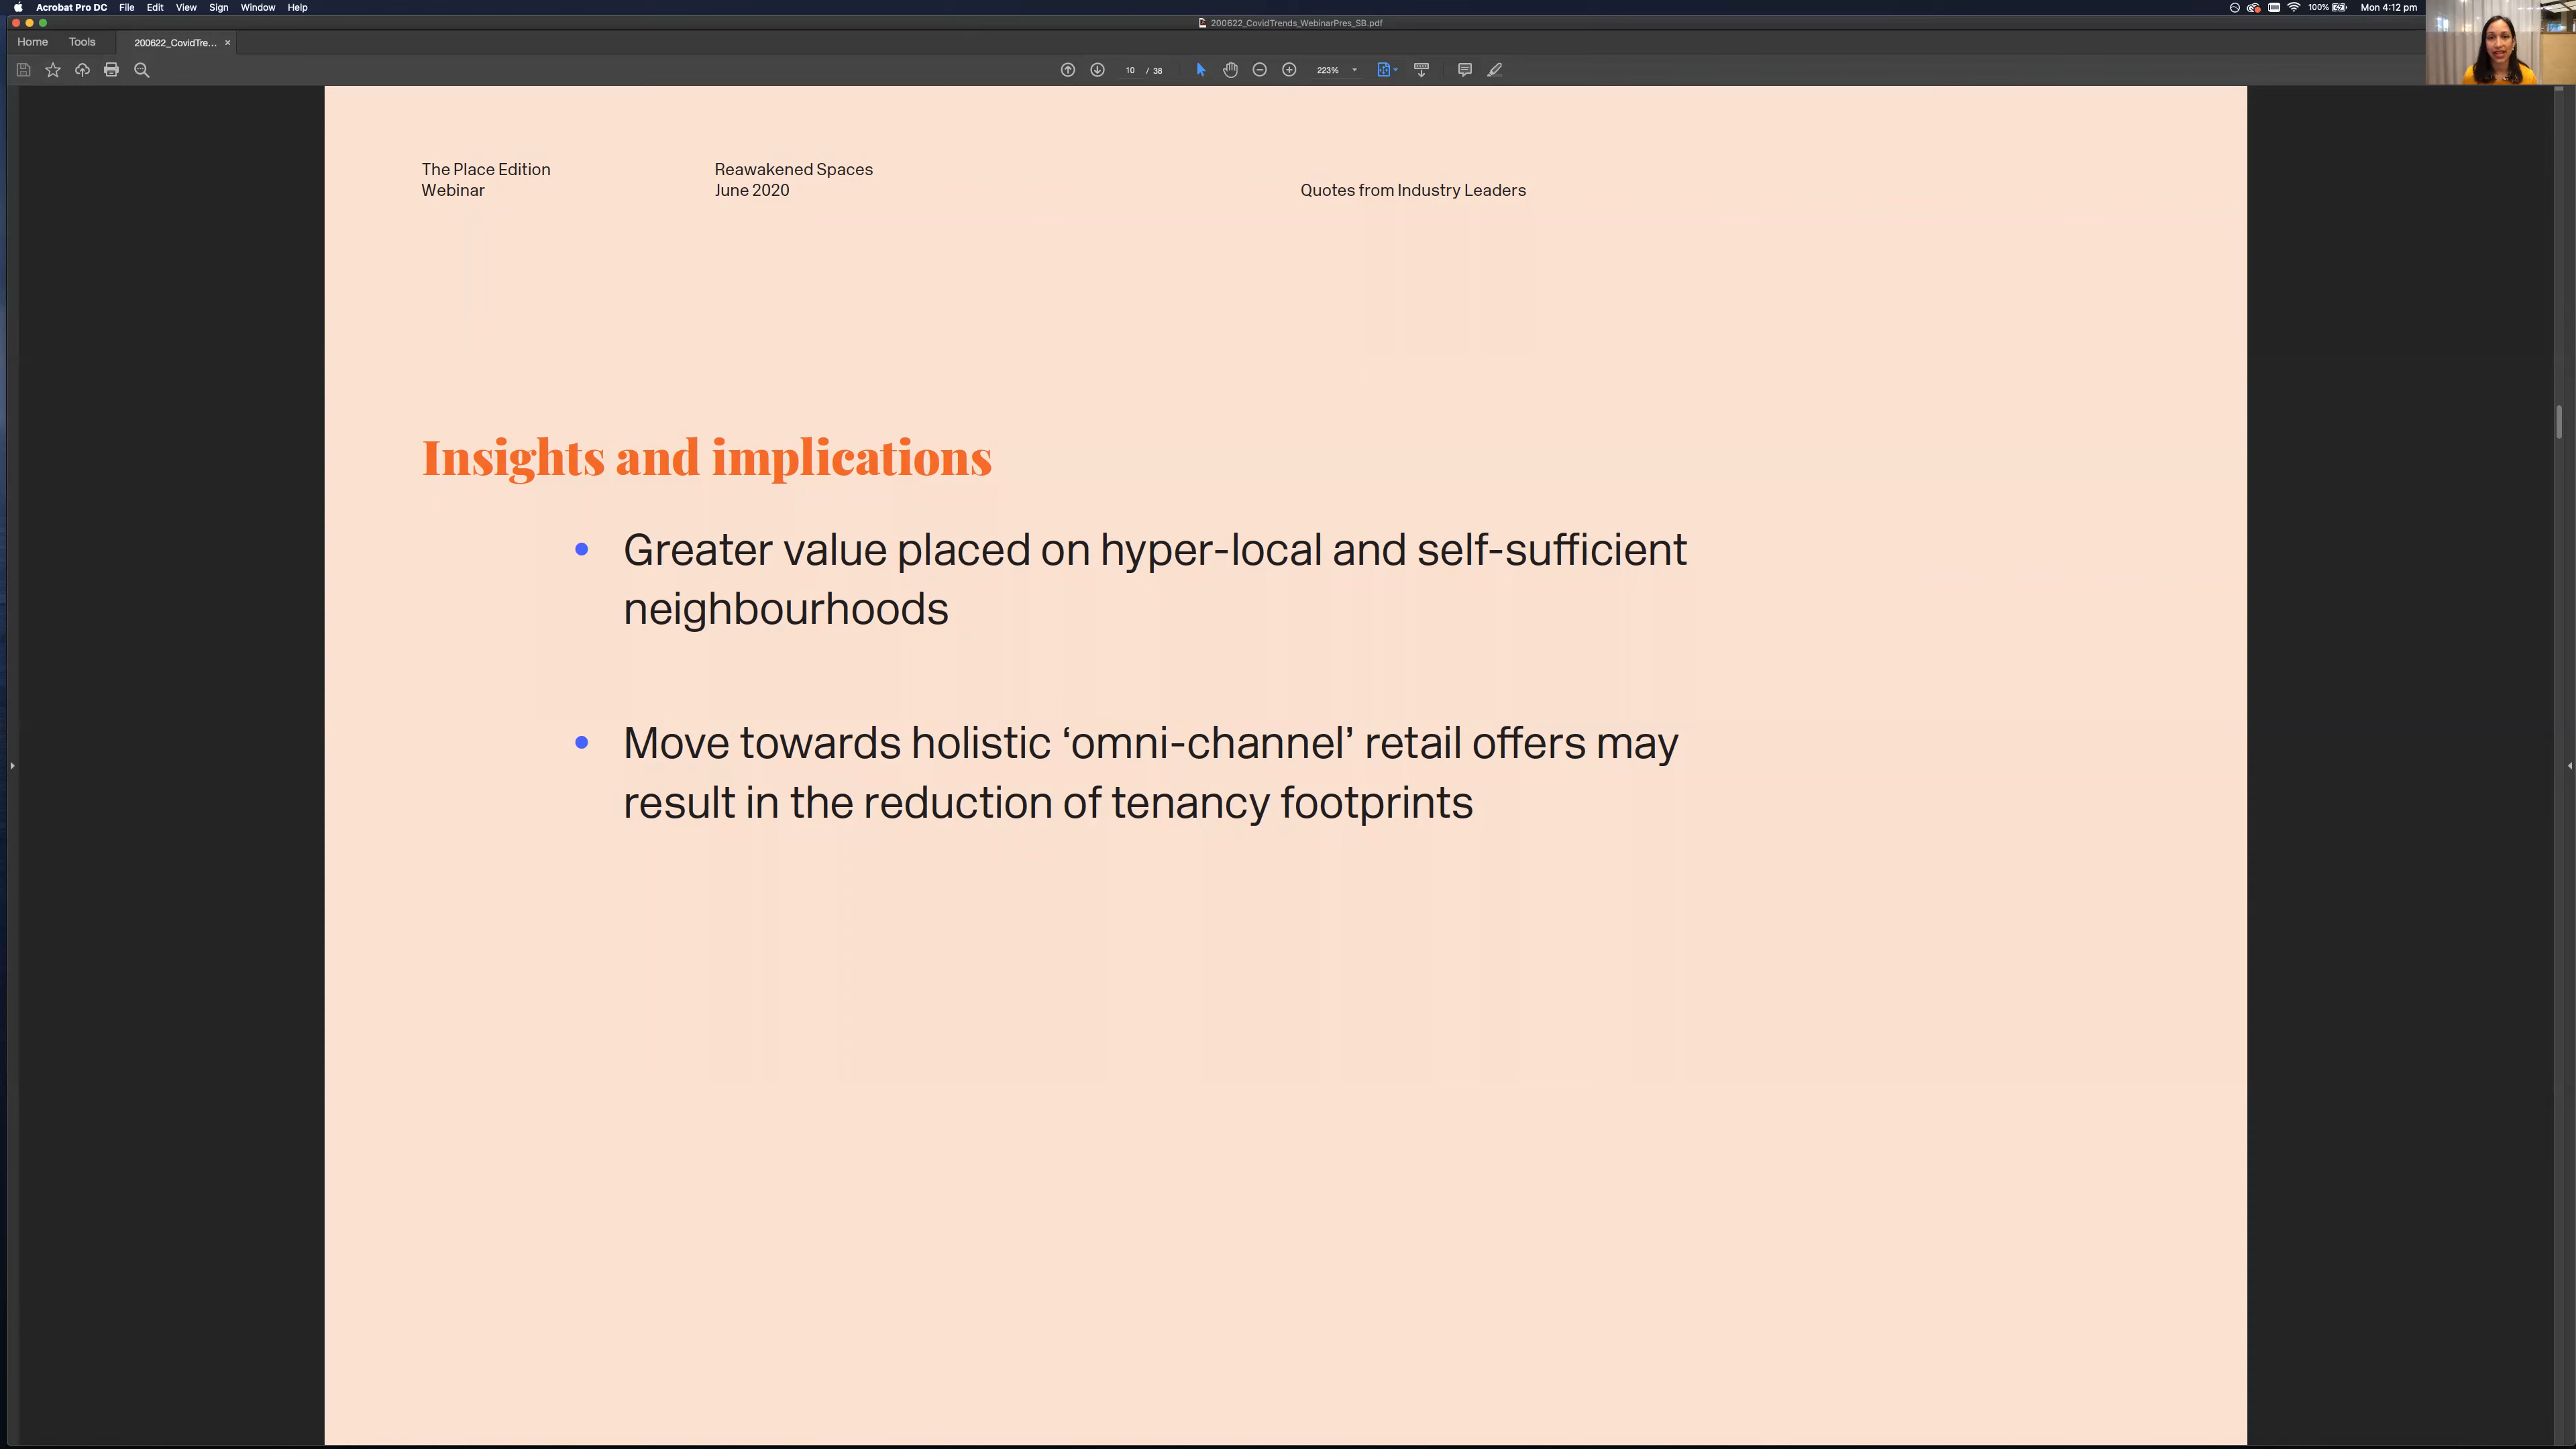 Acrobat Pro DC File Edit View Sign Window Help
100% Mon 4:12 pm
200622_CovidTrends_WebinarPres_SB.pdf
Home Tools 200622_CovidTre... ×
10 / 38 223%
The Place Edition
Webinar
Reawakened Spaces
June 2020
Quotes from Industry Leaders
Insights and implications
• Greater value placed on hyper-local and self-sufficient
neighbourhoods
• Move towards holistic ‘omni-channel’ retail offers may
result in the reduction of tenancy footprints